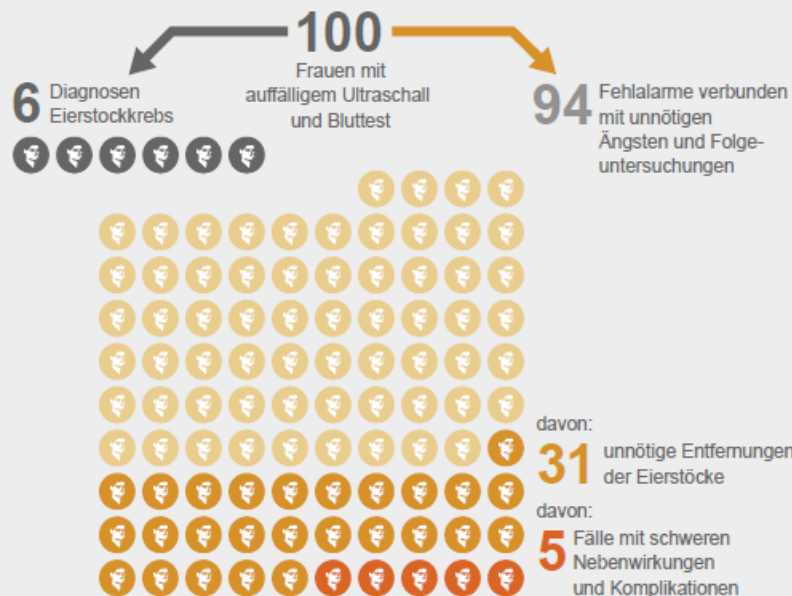 100
Frauen mit
auffälligem Ultraschall
und Bluttest
6 Diagnosen
Eierstockkrebs
94 Fehlalarme verbunden
mit unnötigen
Ängsten und Folge-
untersuchungen
davon:
31 unnötige Entfernungen
der Eierstöcke
davon:
5 Fälle mit schweren
Nebenwirkungen
und Komplikationen